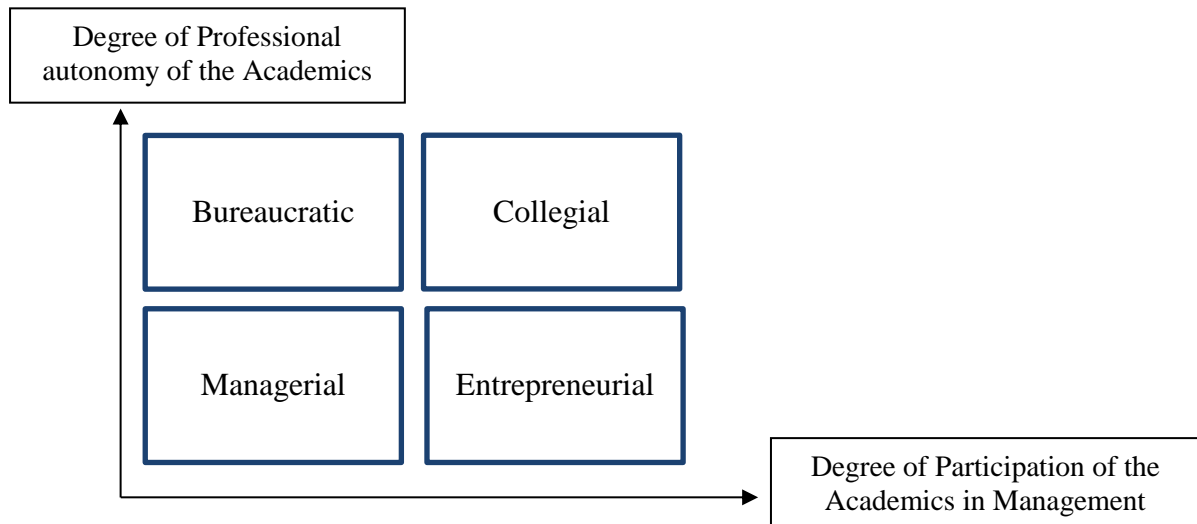 Degree of Professional
autonomy of the Academics
Bureaucratic
Collegial
Managerial
Entrepreneurial
Degree of Participation of the
Academics in Management